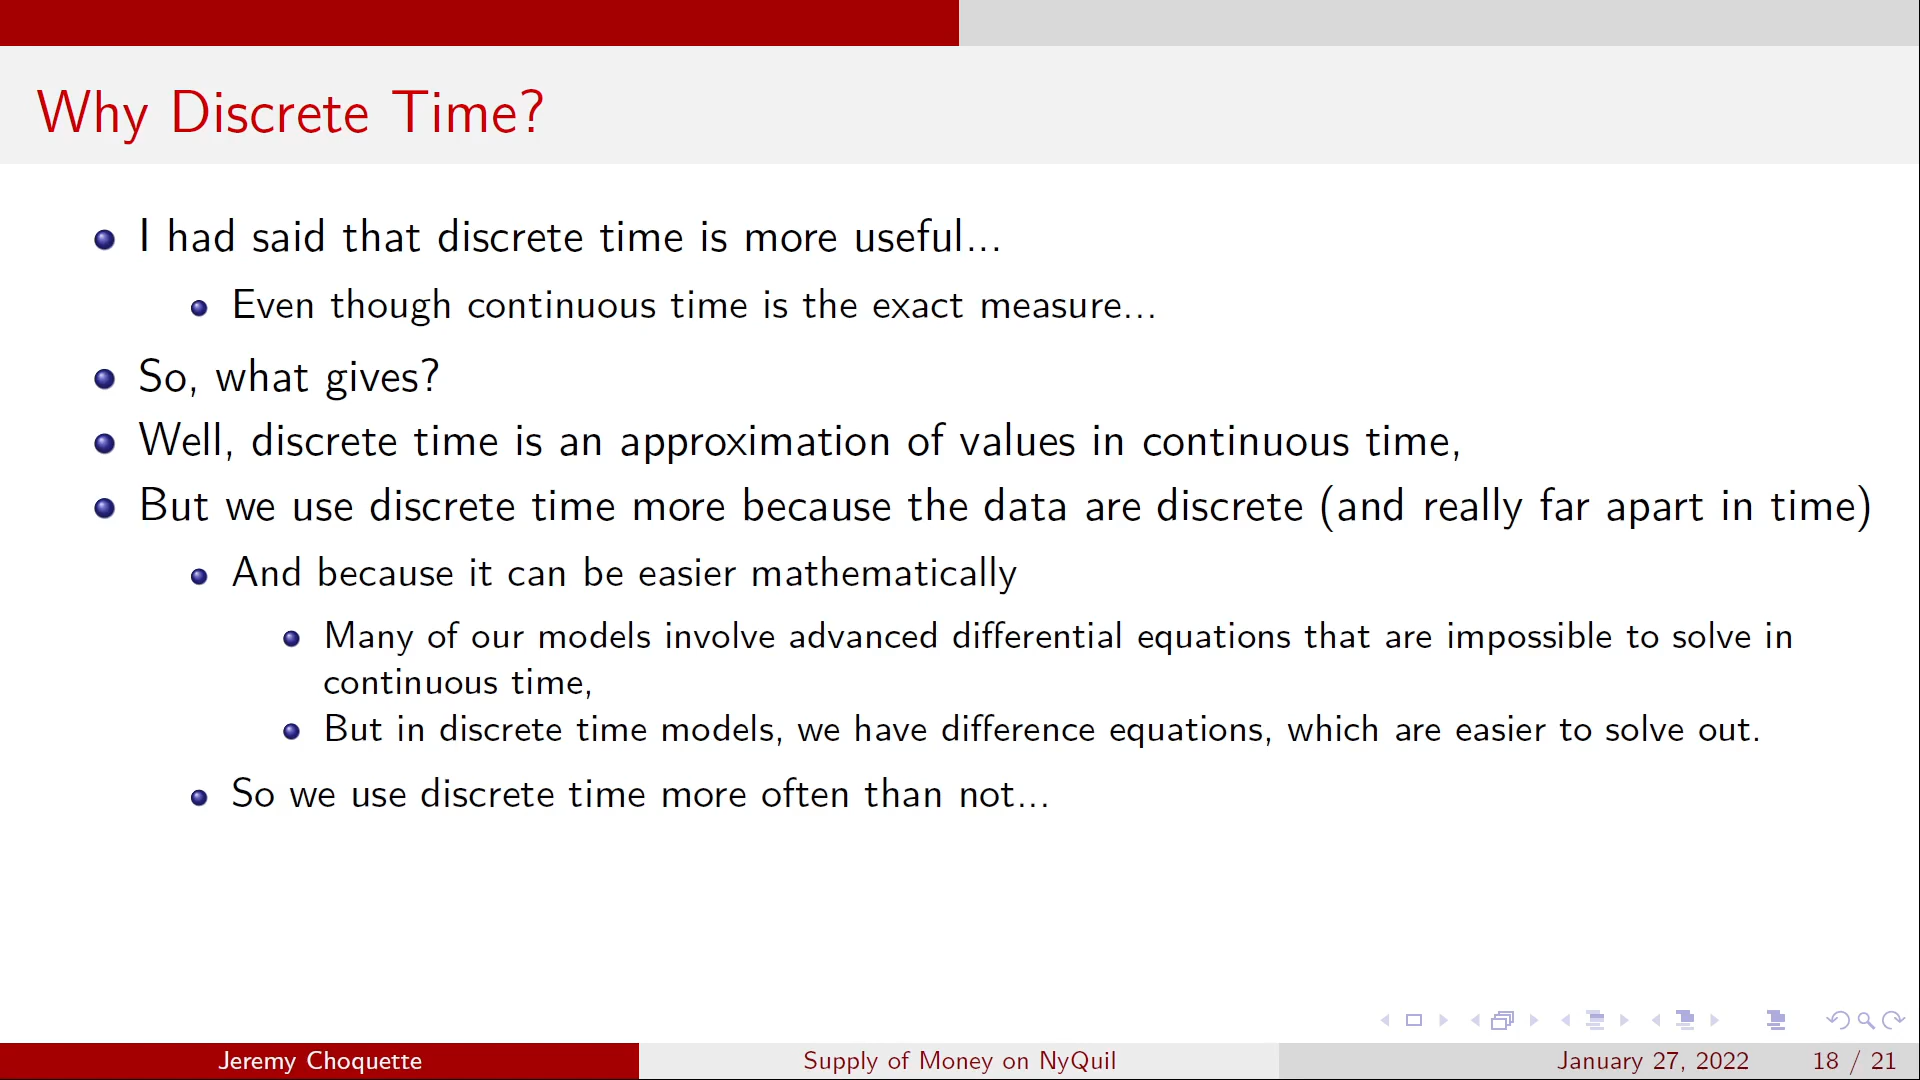 Why Discrete Time?
I had said that discrete time is more useful...
Even though continuous time is the exact measure...
So, what gives?
Well, discrete time is an approximation of values in continuous time,
But we use discrete time more because the data are discrete (and really far apart in time)
And because it can be easier mathematically
Many of our models involve advanced differential equations that are impossible to solve in
continuous time,
But in discrete time models, we have difference equations, which are easier to solve out.
So we use discrete time more often than not...
Jeremy Choquette Supply of Money on NyQuil January 27, 2022 18 / 21